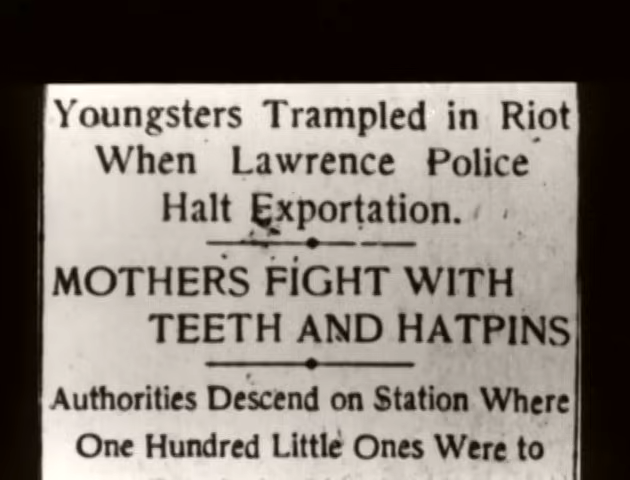 Youngsters Trampled in Riot
When Lawrence Police
Halt Exportation.
MOTHERS FIGHT WITH
TEETH AND HATPINS
Authorities Descend on Station Where
One Hundred Little Ones Were to